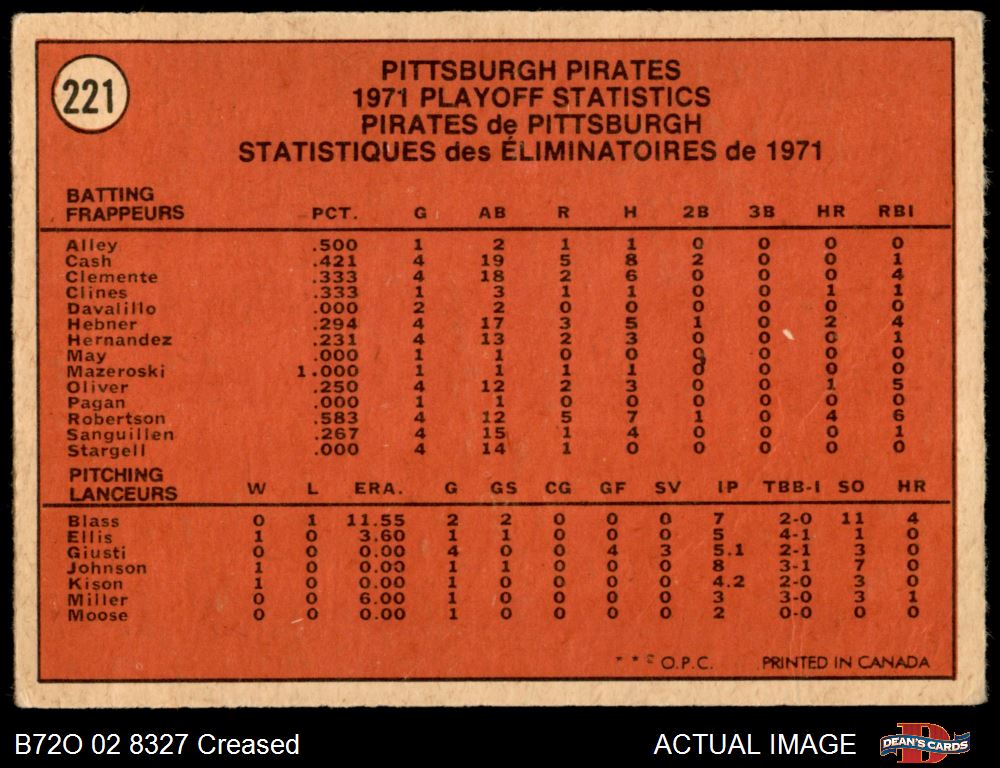 221
PITTSBURGH PIRATES
1971 PLAYOFF STATISTICS
PIRATES de PITTSBURGH
STATISTIQUES des ÉLIMINATOIRES de 1971
BATTING
FRAPPEURS PCT. G AB R H 2B 3B HR RBI
Alley .500 1 2 1 1 0 0 0 0
Cash .421 4 19 5 8 2 0 0 1
Clemente .333 4 18 2 6 0 0 0 4
Clines .333 1 3 1 1 0 0 1 1
Davalillo .000 2 2 0 0 0 0 0 0
Hebner .294 4 17 3 5 1 0 2 4
Hernandez .231 4 13 2 3 0 0 0 1
May .000 1 1 0 0 0 0 0 0
Mazeroski 1.000 1 1 1 1 0 0 0 0
Oliver .250 4 12 2 3 0 0 1 5
Pagan .000 1 1 0 0 0 0 0 0
Robertson .583 4 12 5 7 1 0 4 6
Sanguillen .267 4 15 1 4 0 0 0 1
Stargell .000 4 14 1 0 0 0 0 0
PITCHING
LANCEURS W L ERA. G GS CG GF SV IP TBB-I SO HR
Blass 0 1 11.55 2 2 0 0 0 7 2-0 11 4
Ellis 1 0 3.60 1 1 0 0 0 5 4-1 1 0
Giusti 0 0 0.00 4 0 0 4 3 5.1 2-1 3 0
Johnson 1 0 0.00 1 1 0 0 0 8 3-1 7 0
Kison 1 0 0.00 1 0 0 0 0 4.2 2-0 3 0
Miller 0 0 6.00 1 0 0 0 0 3 3-0 3 1
Moose 0 0 0.00 1 0 0 0 0 2 0-0 0 0
* * © O.P.C. PRINTED IN CANADA
B72O 02 8327 Creased ACTUAL IMAGE
B
DEAN'S CARDS